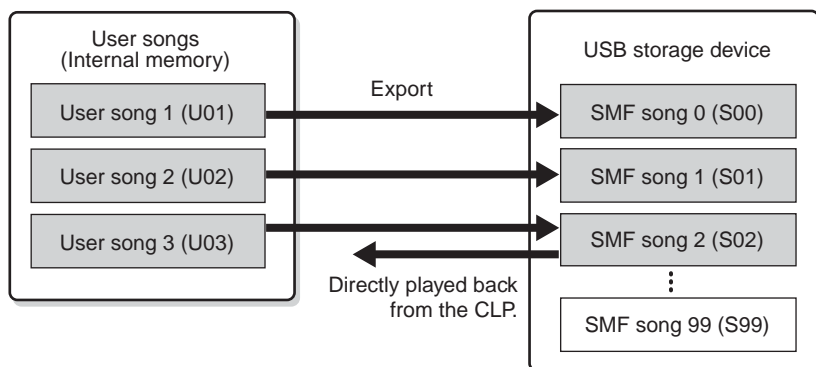 User songs
(Internal memory)
User song 1 (U01)
User song 2 (U02)
User song 3 (U03)
Export
Directly played back
from the CLP.
USB storage device
SMF song 0 (S00)
SMF song 1 (S01)
SMF song 2 (S02)
SMF song 99 (S99)